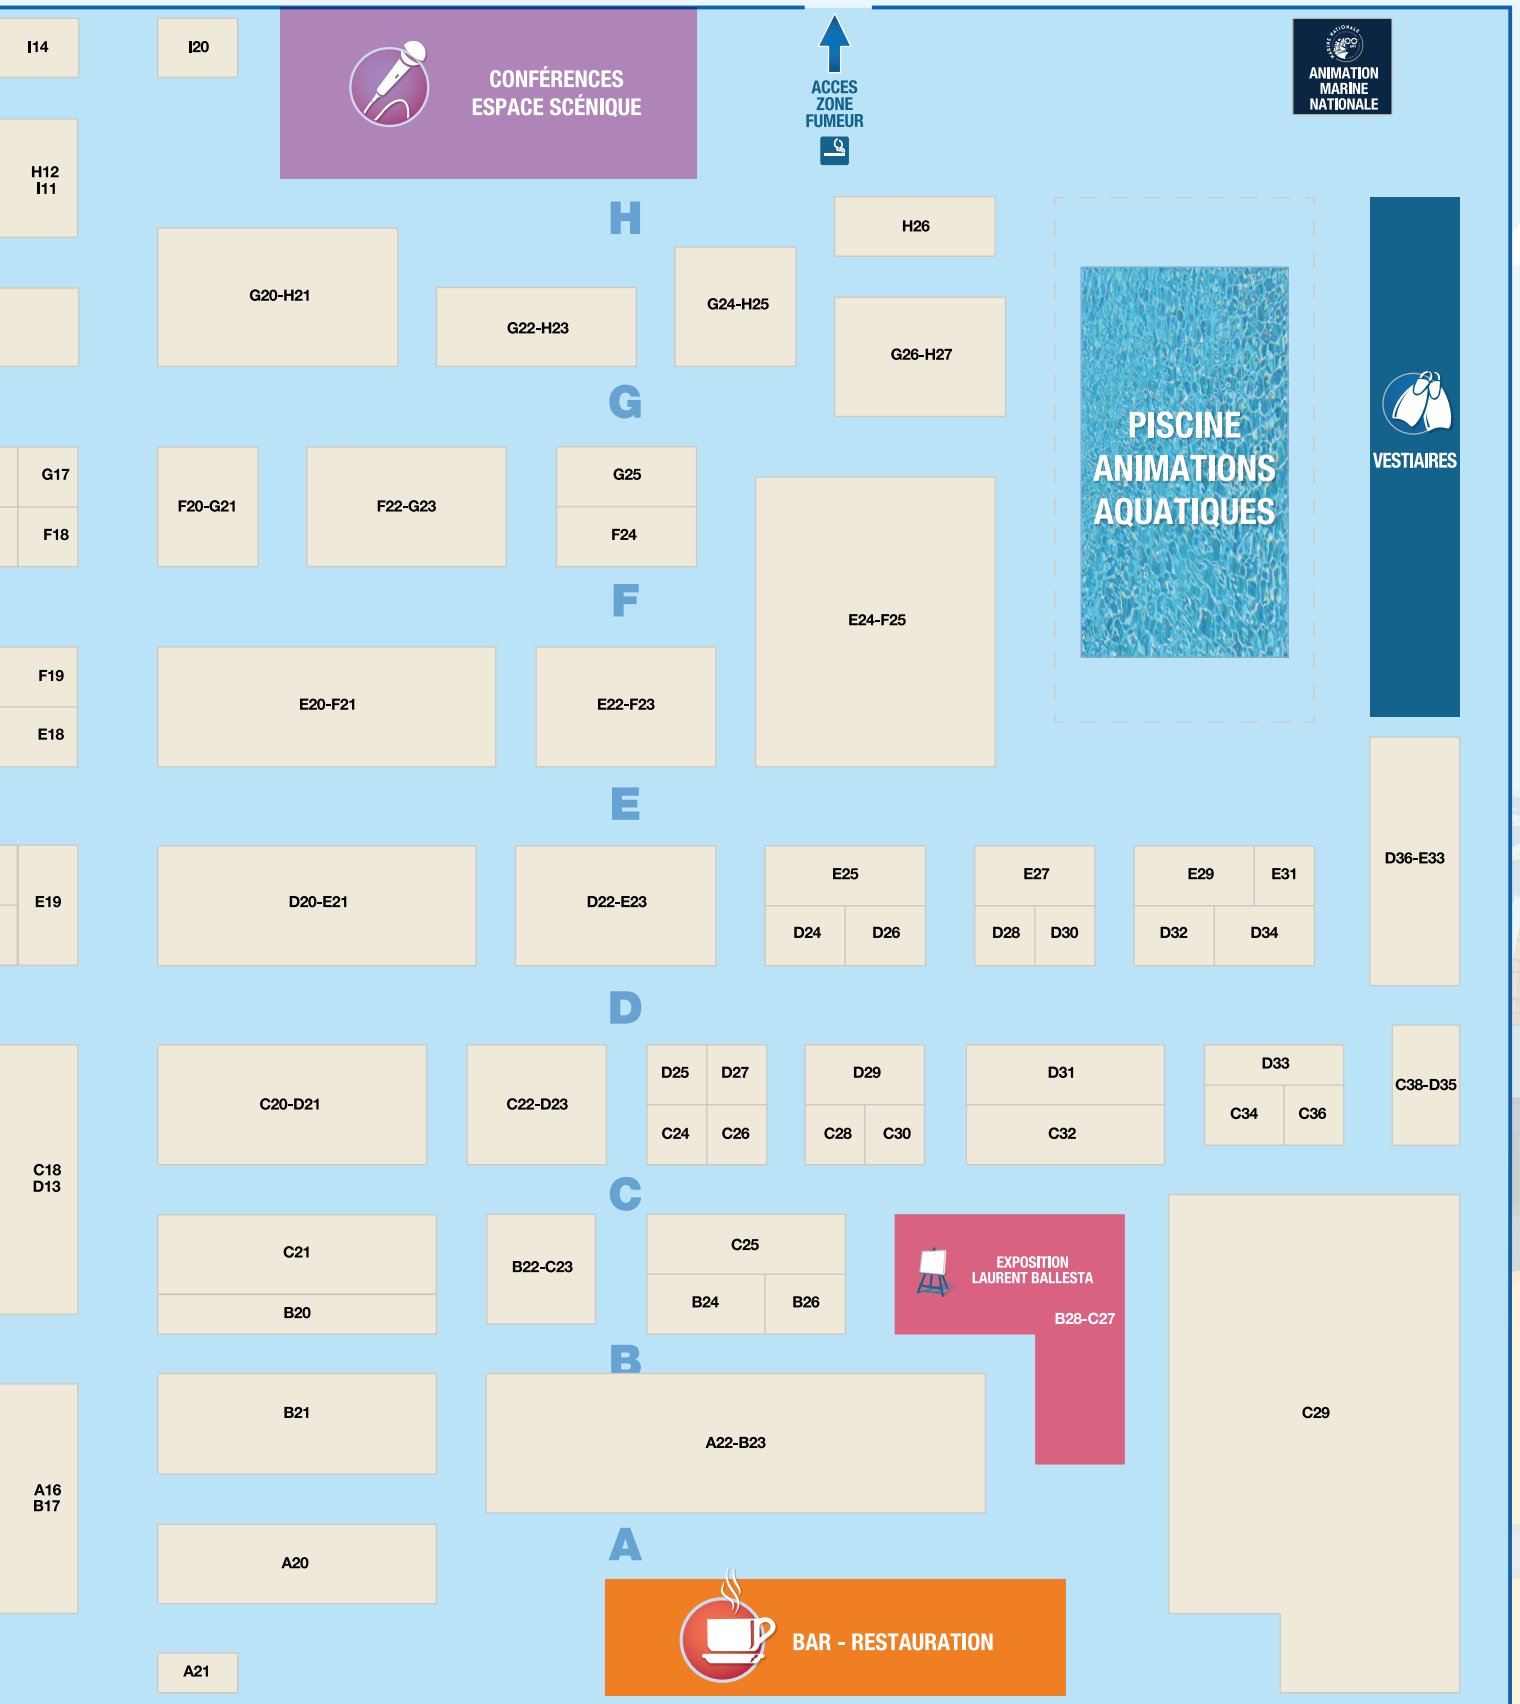 I14
I20
CONFÉRENCES
ESPACE SCÉNIQUE
ACCES
ZONE
FUMEUR
ANIMATION
MARINE
NATIONALE
H12
I11
H
H26
G20-H21
G22-H23
G24-H25
G26-H27
G
PISCINE
ANIMATIONS
AQUATIQUES
VESTIAIRES
G17
F18
F20-G21
F22-G23
G25
F24
F
E24-F25
F19
E18
E20-F21
E22-F23
E
E19
D20-E21
D22-E23
E25
D24
D26
E27
D28
D30
E29
E31
D32
D34
D36-E33
D
C20-D21
C22-D23
D25
D27
C24
C26
D29
C28
C30
D31
C32
D33
C34
C36
C38-D35
C18
D13
C
C21
B20
B22-C23
C25
B24
B26
EXPOSITION
LAURENT BALLESTA
B28-C27
B
B21
A22-B23
C29
A16
B17
A
A20
BAR - RESTAURATION
A21